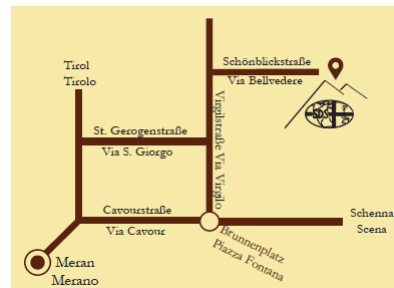 Tirol
Tirolo
Schönblickstraße
Via Bellvedere
St. Gerogenstraße
Via S. Giorgo
Virgilstraße Via Virgilo
Cavourstraße
Via Cavour
Schenna
Scena
Brunnenplatz
Piazza Fontana
Meran
Merano